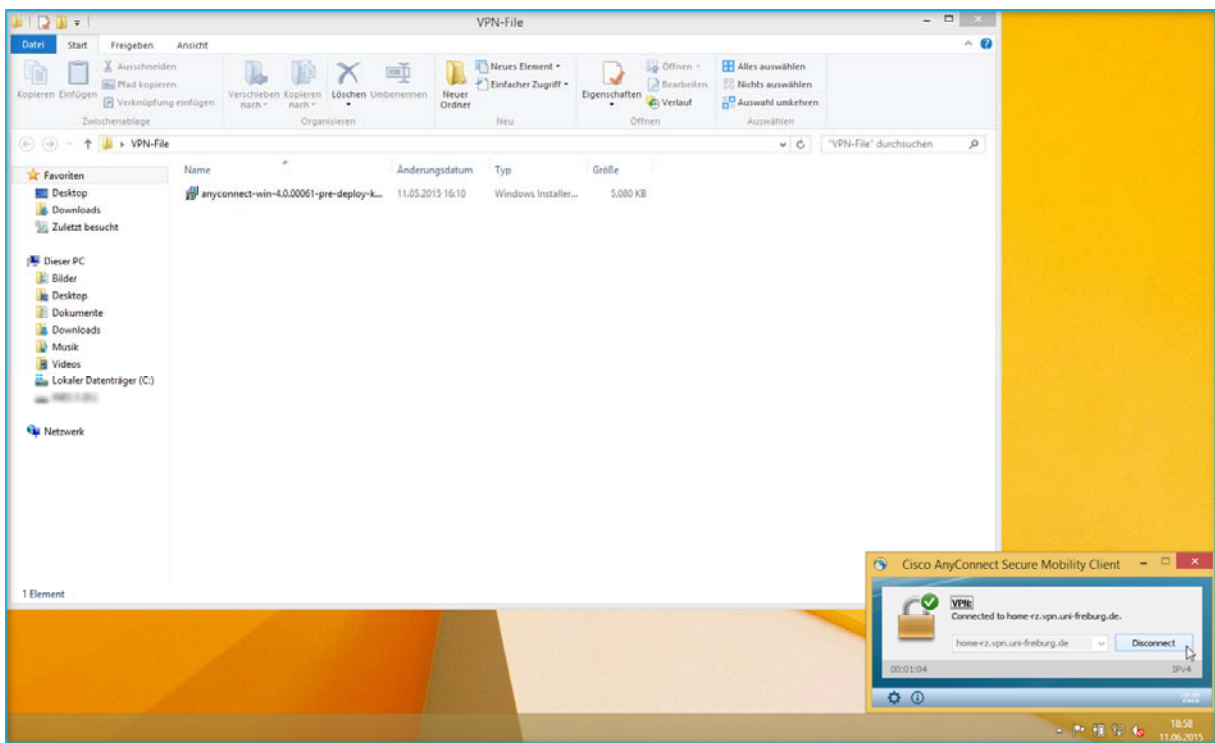 VPN-File
Datei Start Freigeben Ansicht
Kopieren Einfügen
Ausschneiden
Pfad kopieren
Verknüpfung einfügen
Zwischenablage
Verschieben nach
Kopieren nach
Löschen
Umbenennen
Organisieren
Neuer Ordner
Neues Element
Einfacher Zugriff
Neu
Eigenschaften
Öffnen
Bearbeiten
Verlauf
Öffnen
Alles auswählen
Nichts auswählen
Auswahl umkehren
Auswählen
VPN-File
"VPN-File" durchsuchen
Name Änderungsdatum Typ Größe
anyconnect-win-4.0.00061-pre-deploy-k... 11.05.2015 16:10 Windows Installer... 5.080 KB
Favoriten
Desktop
Downloads
Zuletzt besucht
Dieser PC
Bilder
Desktop
Dokumente
Downloads
Musik
Videos
Lokaler Datenträger (C:)
Netzwerk
1 Element
Cisco AnyConnect Secure Mobility Client
VPN:
Connected to home-rz.vpn.uni-freiburg.de.
home-rz.vpn.uni-freiburg.de Disconnect
00:01:04 IPv4
18:58
11.06.2015